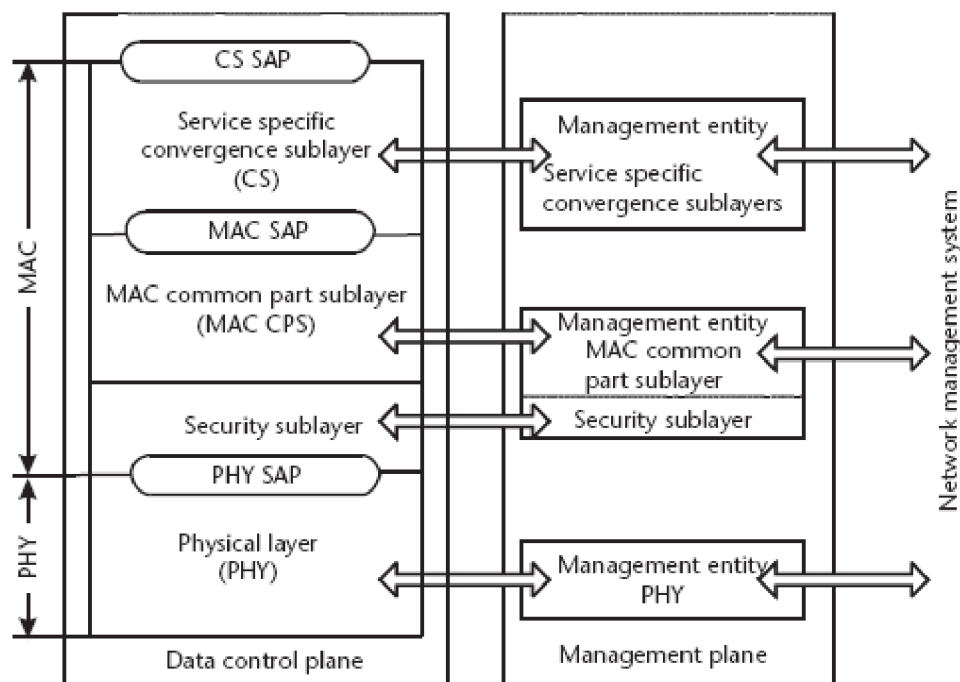 CS SAP
Service specific
convergence sublayer
(CS)
MAC SAP
MAC common part sublayer
(MAC CPS)
Security sublayer
PHY SAP
Physical layer
(PHY)
Data control plane
MAC
PHY
Management entity
Service specific
convergence sublayers
Management entity
MAC common
part sublayer
Security sublayer
Management entity
PHY
Management plane
Network management system